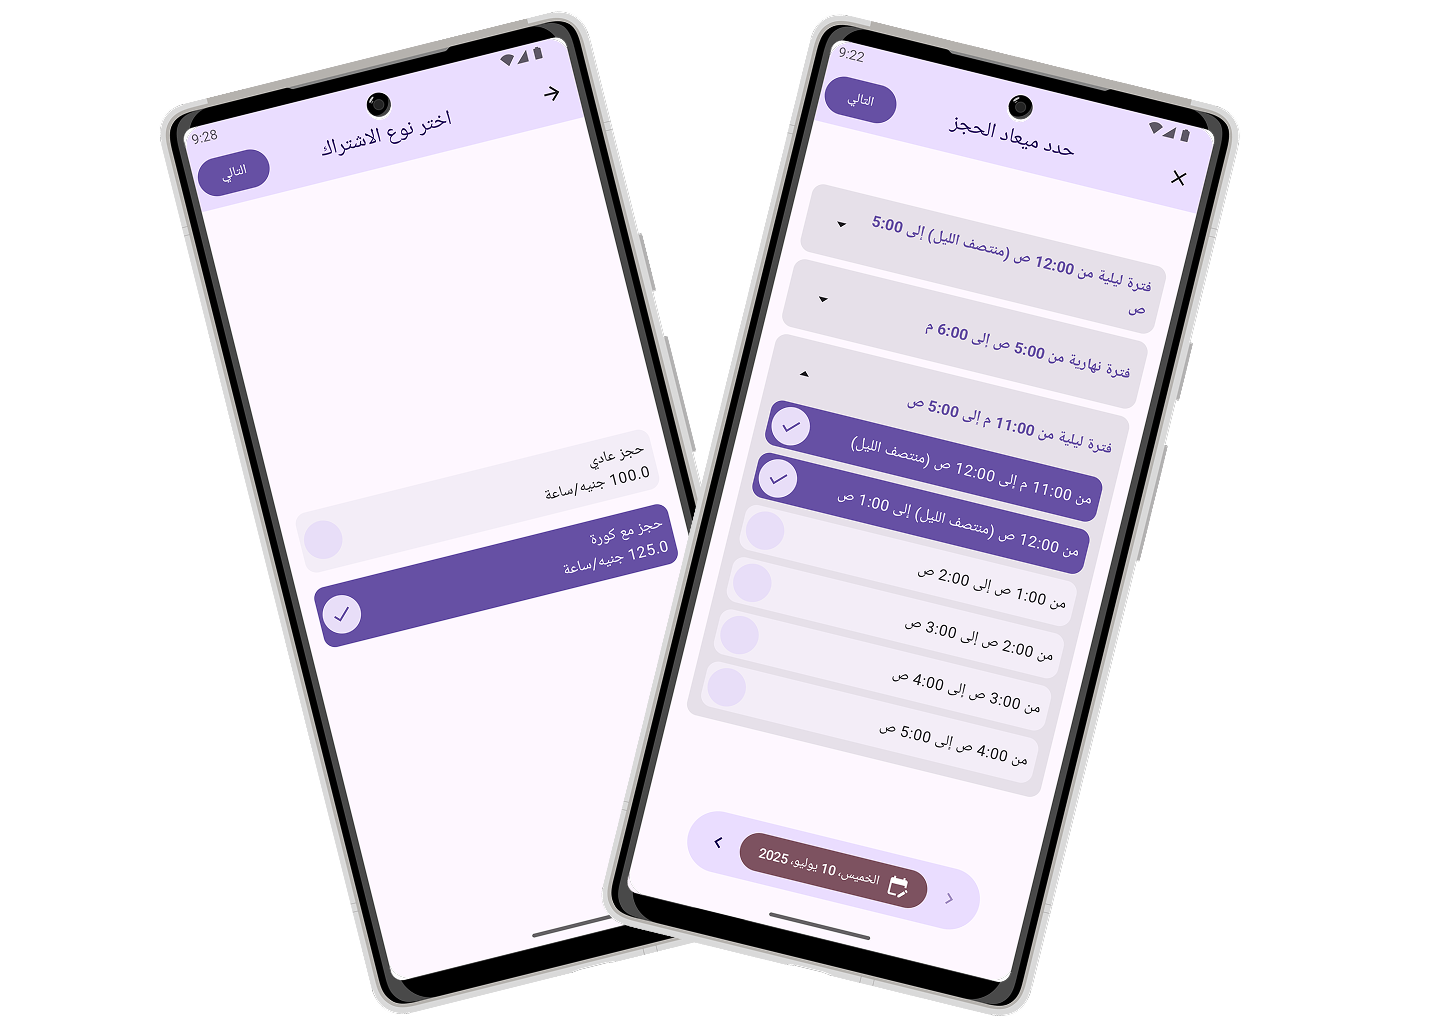 9:28
التالي
اختر نوع الاشتراك
حجز عادي
100.0 جنيه/ساعة
حجز مع كورة
125.0 جنيه/ساعة
9:22
التالي
حدد ميعاد الحجز
فترة ليلية من 12:00 ص (منتصف الليل) إلى 5:00
ص
فترة نهارية من 5:00 ص إلى 6:00 م
فترة ليلية من 11:00 م إلى 5:00 ص
من 11:00 م إلى 12:00 ص (منتصف الليل)
من 12:00 ص (منتصف الليل) إلى 1:00 ص
من 1:00 ص إلى 2:00 ص
من 2:00 ص إلى 3:00 ص
من 3:00 ص إلى 4:00 ص
من 4:00 ص إلى 5:00 ص
الخميس، 10 يوليو، 2025